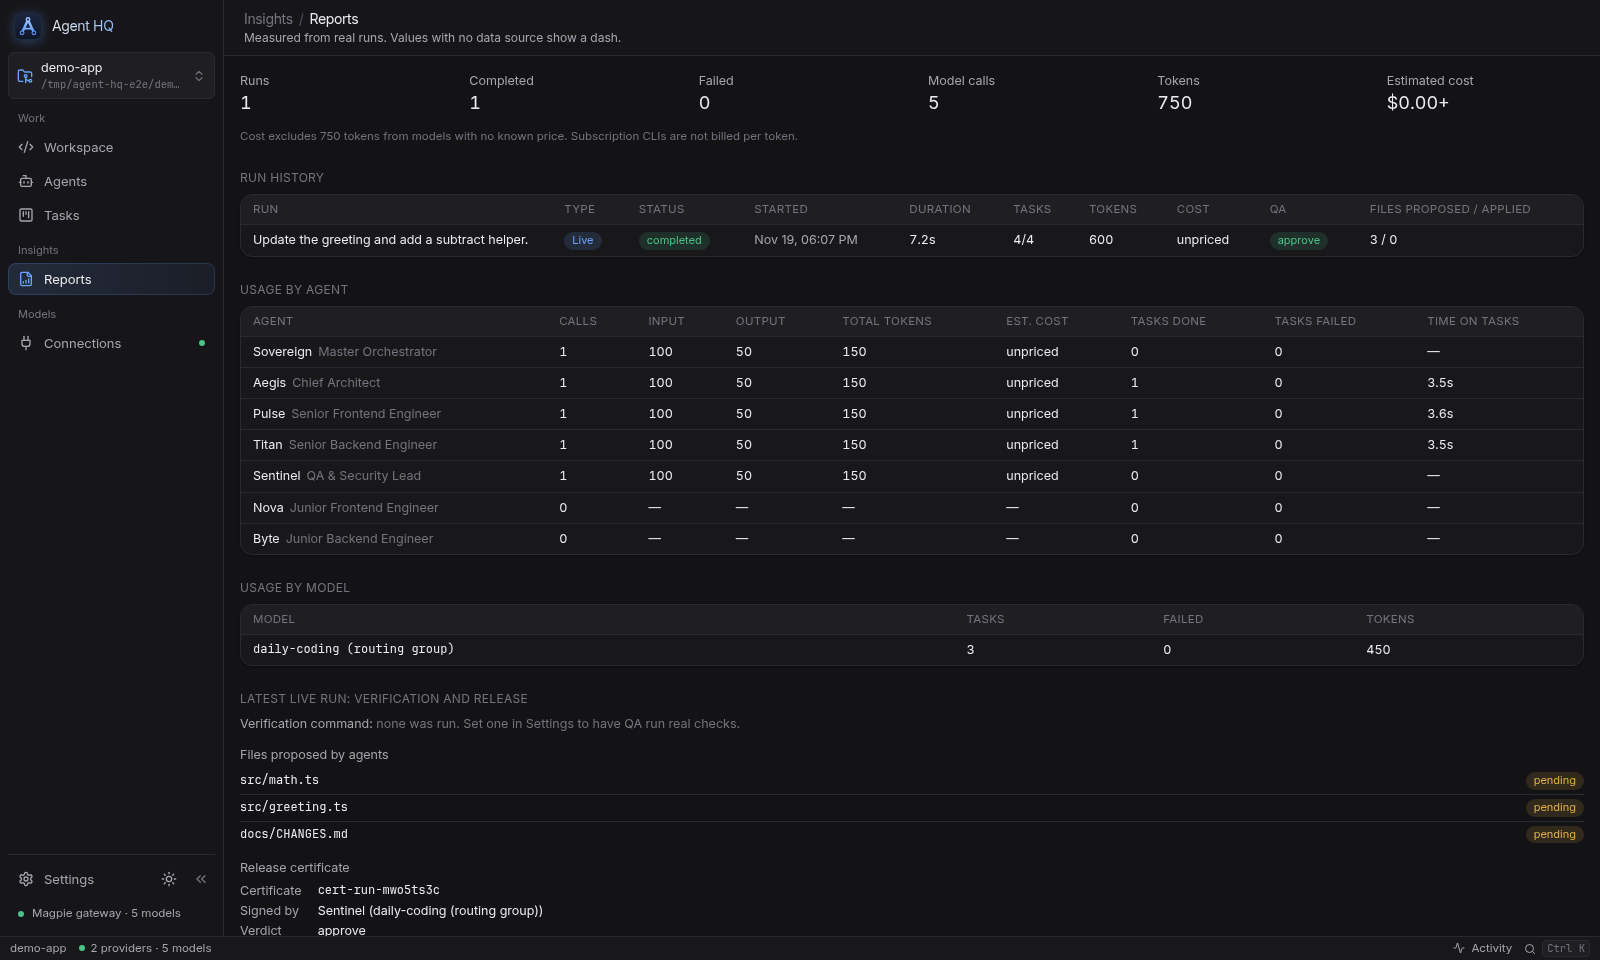 Agent HQ
demo-app
/tmp/agent-hq-e2e/dem…
Work
Workspace
Agents
Tasks
Insights
Reports
Models
Connections
Settings
Magpie gateway · 5 models
Insights / Reports
Measured from real runs. Values with no data source show a dash.
Runs Completed Failed Model calls Tokens Estimated cost
1 1 0 5 750 $0.00+
Cost excludes 750 tokens from models with no known price. Subscription CLIs are not billed per token.
RUN HISTORY
RUN TYPE STATUS STARTED DURATION TASKS TOKENS COST QA FILES PROPOSED / APPLIED
Update the greeting and add a subtract helper. Live completed Nov 19, 06:07 PM 7.2s 4/4 600 unpriced approve 3 / 0
USAGE BY AGENT
AGENT CALLS INPUT OUTPUT TOTAL TOKENS EST. COST TASKS DONE TASKS FAILED TIME ON TASKS
Sovereign Master Orchestrator 1 100 50 150 unpriced 0 0 —
Aegis Chief Architect 1 100 50 150 unpriced 1 0 3.5s
Pulse Senior Frontend Engineer 1 100 50 150 unpriced 1 0 3.6s
Titan Senior Backend Engineer 1 100 50 150 unpriced 1 0 3.5s
Sentinel QA & Security Lead 1 100 50 150 unpriced 0 0 —
Nova Junior Frontend Engineer 0 — — — — 0 0 —
Byte Junior Backend Engineer 0 — — — — 0 0 —
USAGE BY MODEL
MODEL TASKS FAILED TOKENS
daily-coding (routing group) 3 0 450
LATEST LIVE RUN: VERIFICATION AND RELEASE
Verification command: none was run. Set one in Settings to have QA run real checks.
Files proposed by agents
src/math.ts pending
src/greeting.ts pending
docs/CHANGES.md pending
Release certificate
Certificate cert-run-mwo5ts3c
Signed by Sentinel (daily-coding (routing group))
Verdict approve
demo-app 2 providers · 5 models Activity Ctrl K